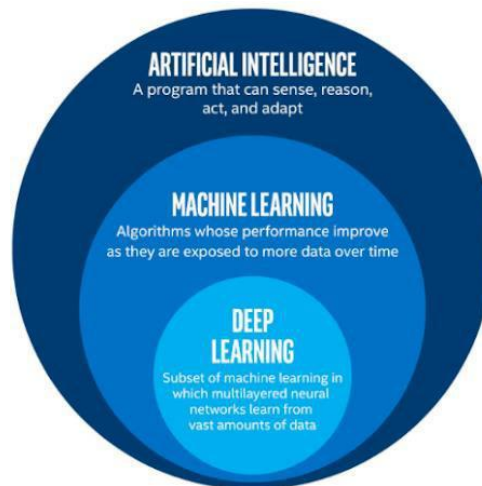 ARTIFICIAL INTELLIGENCE
A program that can sense, reason,
act, and adapt
MACHINE LEARNING
Algorithms whose performance improve
as they are exposed to more data over time
DEEP
LEARNING
Subset of machine learning in
which multilayered neural
networks learn from
vast amounts of data